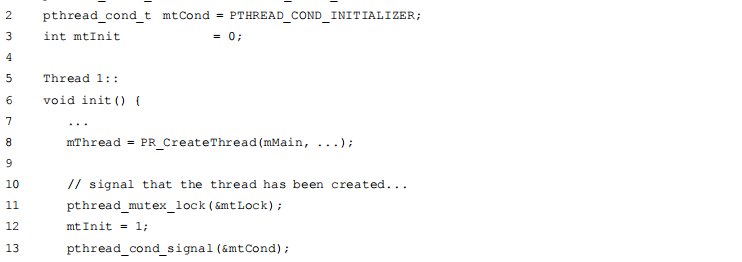 2 pthread_cond_t mtCond = PTHREAD_COND_INITIALIZER;
3 int mtInit = 0;
4
5 Thread 1::
6 void init() {
7 ...
8 mThread = PR_CreateThread(mMain, ...);
9
10 // signal that the thread has been created...
11 pthread_mutex_lock(&mtLock);
12 mtInit = 1;
13 pthread_cond_signal(&mtCond);